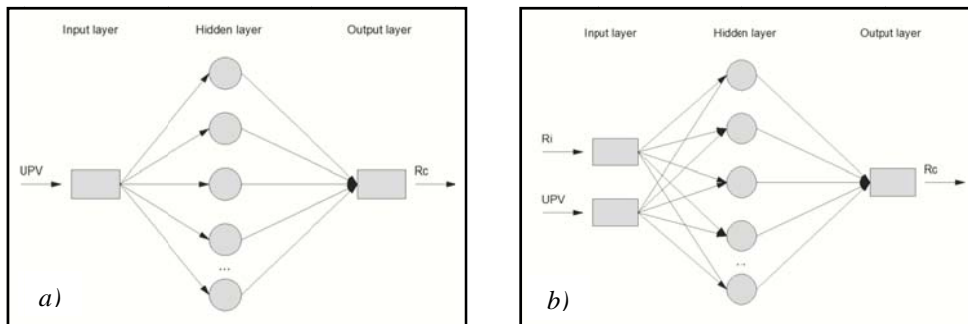 Input layer Hidden layer Output layer
UPV
Rc
...
a)
Input layer Hidden layer Output layer
Ri
UPV
Rc
...
b)